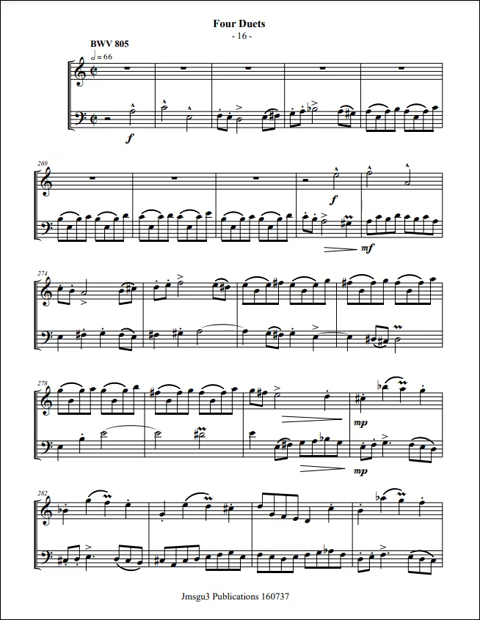 Four Duets
- 16 -
BWV 805
= 66
f
269
f
mf
274
278
mp
mp
282
Jmsgu3 Publications 160737